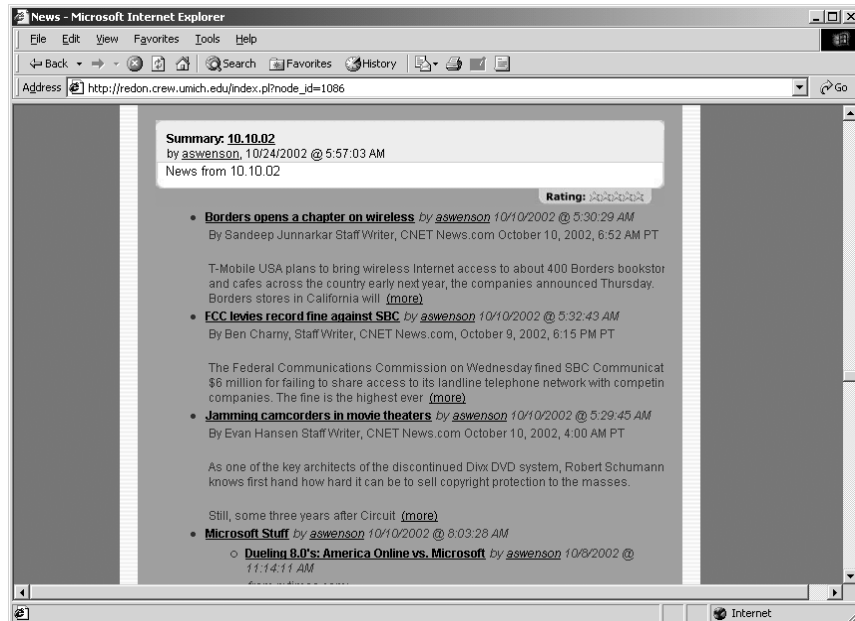 News - Microsoft Internet Explorer
File Edit View Favorites Tools Help
Back Search Favorites History
Address http://redon.crew.umich.edu/index.pl?node_id=1086 Go
Summary: 10.10.02
by aswenson, 10/24/2002 @ 5:57:03 AM
News from 10.10.02
Rating:
Borders opens a chapter on wireless by aswenson 10/10/2002 @ 5:30:29 AM
By Sandeep Junnarkar Staff Writer, CNET News.com October 10, 2002, 6:52 AM PT
T-Mobile USA plans to bring wireless Internet access to about 400 Borders bookstor
and cafes across the country early next year, the companies announced Thursday.
Borders stores in California will (more)
FCC levies record fine against SBC by aswenson 10/10/2002 @ 5:32:43 AM
By Ben Charny, Staff Writer, CNET News.com, October 9, 2002, 6:15 PM PT
The Federal Communications Commission on Wednesday fined SBC Communicat
$6 million for failing to share access to its landline telephone network with competin
companies. The fine is the highest ever (more)
Jamming camcorders in movie theaters by aswenson 10/10/2002 @ 5:29:45 AM
By Evan Hansen Staff Writer, CNET News.com October 10, 2002, 4:00 AM PT
As one of the key architects of the discontinued Divx DVD system, Robert Schumann
knows first hand how hard it can be to sell copyright protection to the masses.
Still, some three years after Circuit (more)
Microsoft Stuff by aswenson 10/10/2002 @ 8:03:28 AM
Dueling 8.0's: America Online vs. Microsoft by aswenson 10/8/2002 @
11:14:11 AM
Internet